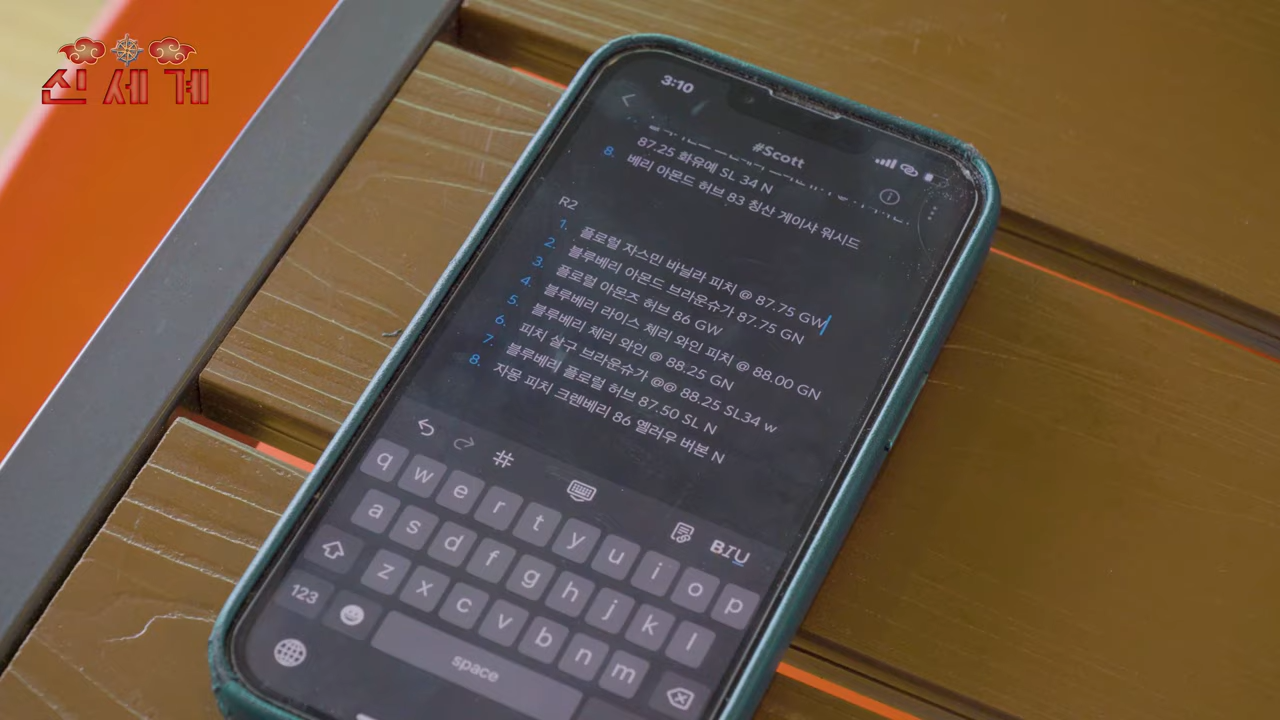 신세계
3:10
#Scott
87.25 화유예 SL 34 N
8. 베리 아몬드 허브 83 칭산 게이샤 워시드
R2
1. 플로럴 자스민 바닐라 피치 @ 87.75 GW
2. 블루베리 아몬드 브라운슈가 87.75 GN
3. 플로럴 아몬즈 허브 86 GW
4. 블루베리 라이스 체리 와인 피치 @ 88.00 GN
5. 블루베리 체리 와인 @ 88.25 GN
6. 피치 살구 브라운슈가 @@ 88.25 SL34 w
7. 블루베리 플로럴 허브 87.50 SL N
8. 자몽 피치 크렌베리 86 옐러우 버본 N
BIU
q w e r t y u i o p
a s d f g h j k l
z x c v b n m
123
space